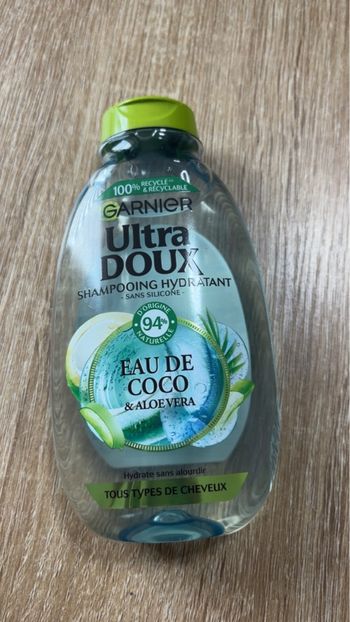 100% RECYCLÉ
& RECYCLABLE
GARNIER
Ultra
DOUX
SHAMPOOING HYDRATANT
- SANS SILICONE -
D'ORIGINE
94%
NATURELLE
EAU DE
COCO
& ALOE VERA
Hydrate sans alourdir
TOUS TYPES DE CHEVEUX